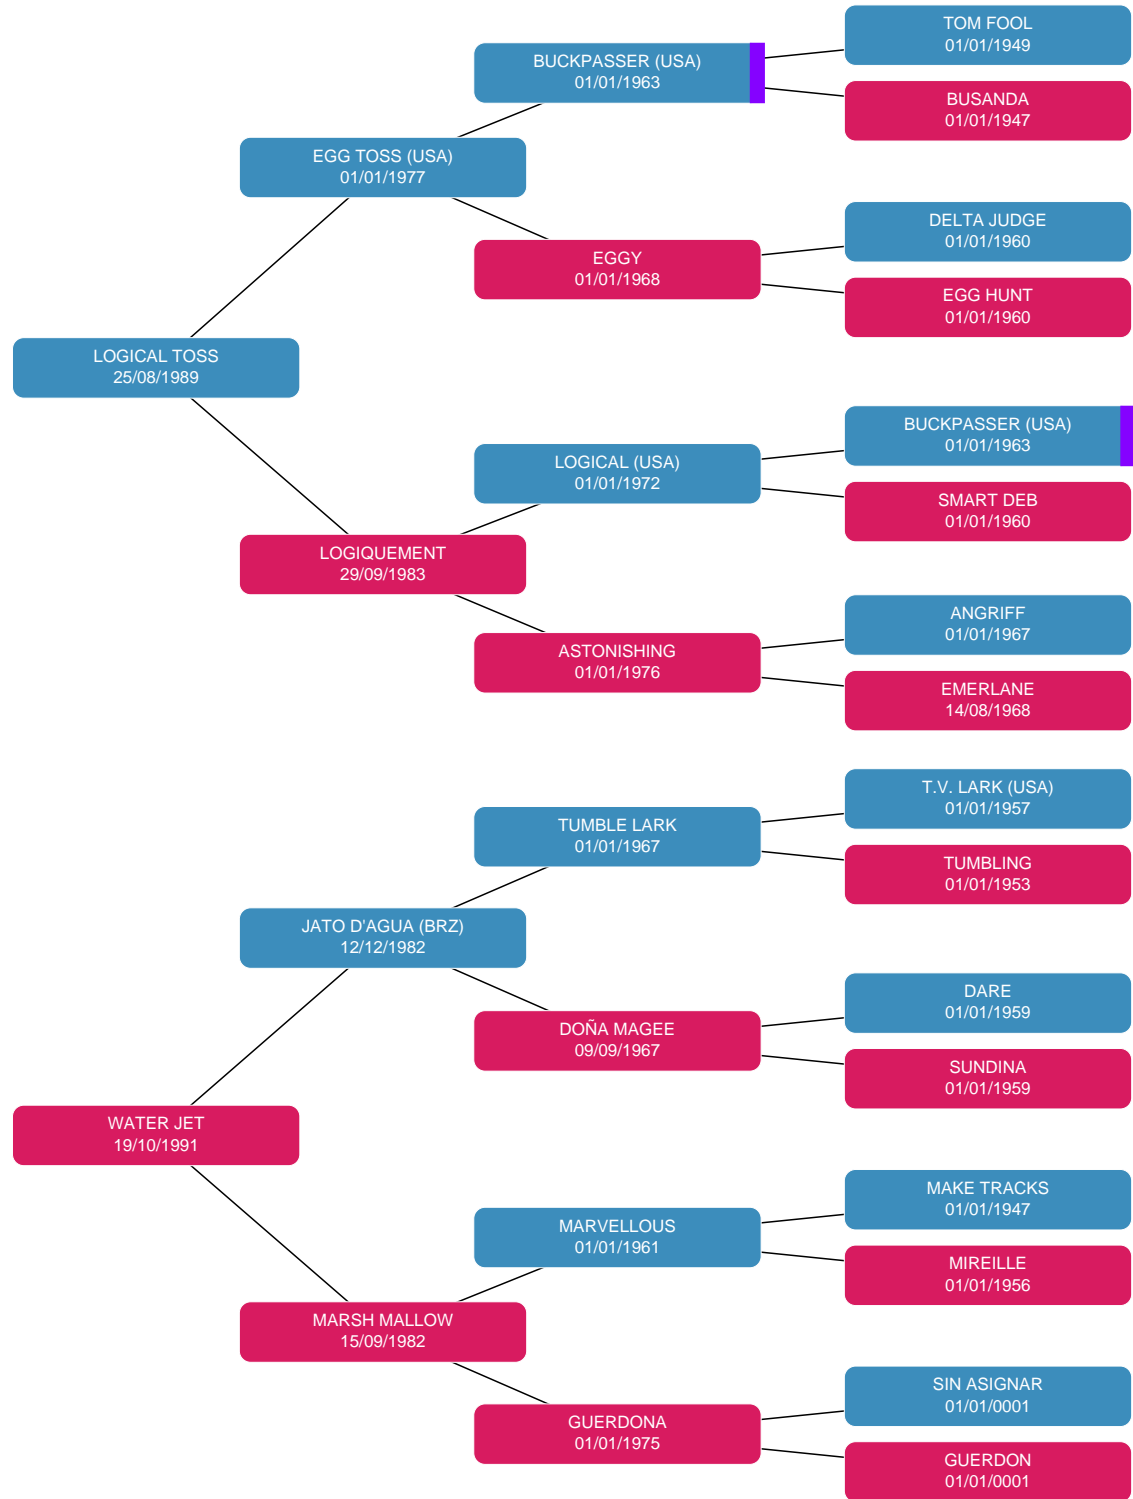 TOM FOOL
01/01/1949
BUCKPASSER (USA)
01/01/1963
BUSANDA
01/01/1947
EGG TOSS (USA)
01/01/1977
DELTA JUDGE
01/01/1960
EGGY
01/01/1968
EGG HUNT
01/01/1960
LOGICAL TOSS
25/08/1989
BUCKPASSER (USA)
01/01/1963
LOGICAL (USA)
01/01/1972
SMART DEB
01/01/1960
LOGIQUEMENT
29/09/1983
ANGRIFF
01/01/1967
ASTONISHING
01/01/1976
EMERLANE
14/08/1968
T.V. LARK (USA)
01/01/1957
TUMBLE LARK
01/01/1967
TUMBLING
01/01/1953
JATO D'AGUA (BRZ)
12/12/1982
DARE
01/01/1959
DOÑA MAGEE
09/09/1967
SUNDINA
01/01/1959
WATER JET
19/10/1991
MAKE TRACKS
01/01/1947
MARVELLOUS
01/01/1961
MIREILLE
01/01/1956
MARSH MALLOW
15/09/1982
SIN ASIGNAR
01/01/0001
GUERDONA
01/01/1975
GUERDON
01/01/0001